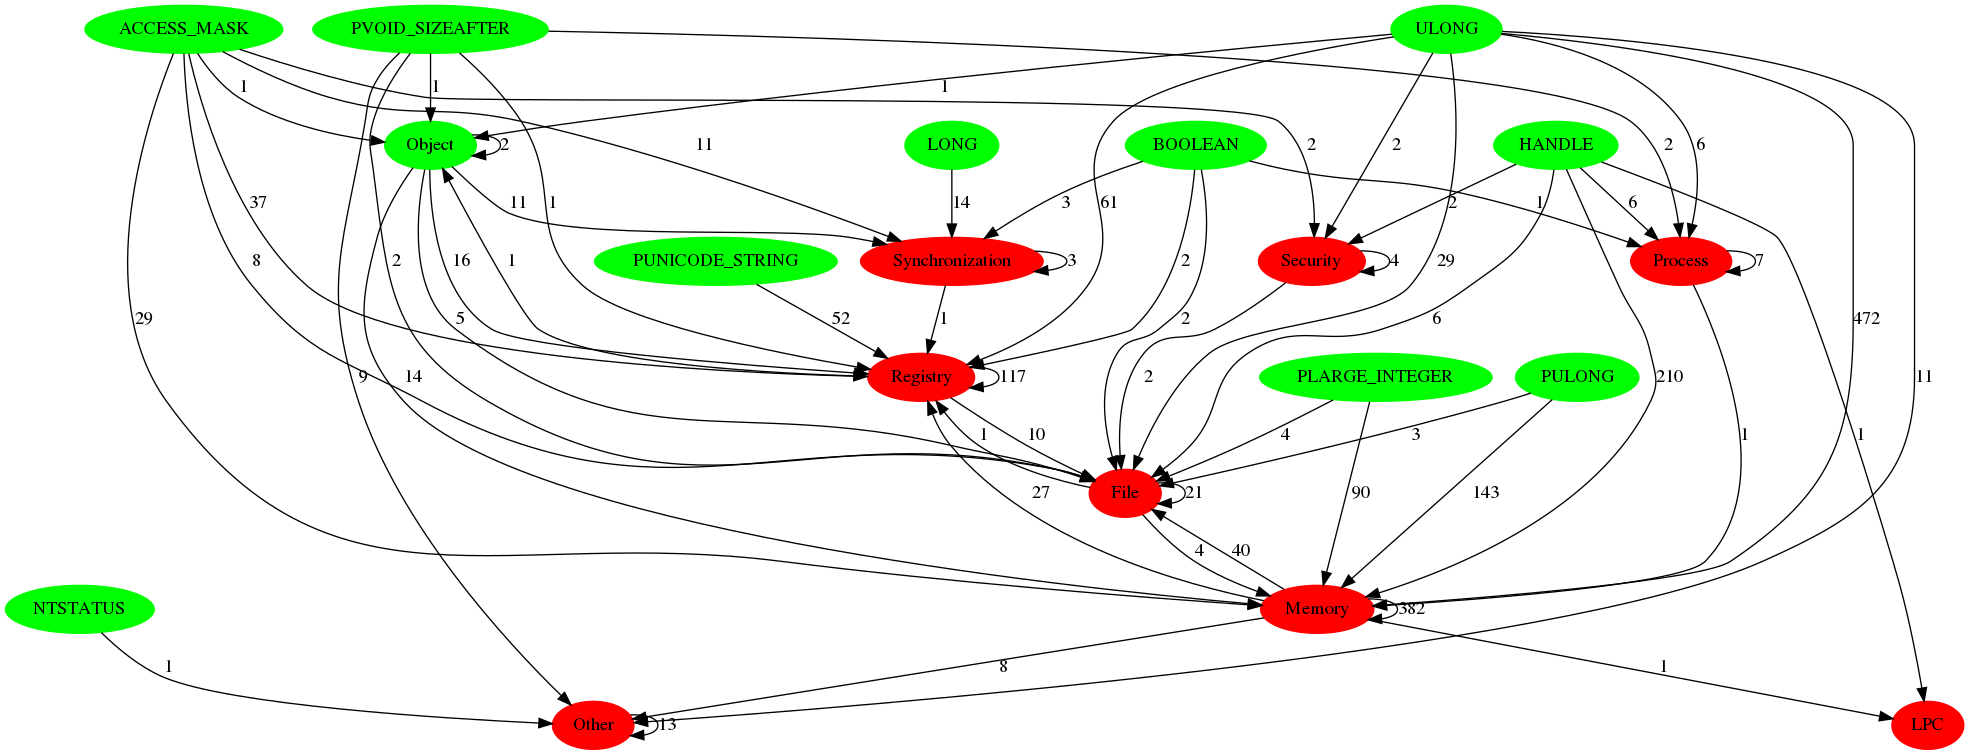 ACCESS_MASK PVOID_SIZEAFTER ULONG
1 1 1
Object 2 LONG BOOLEAN HANDLE
11 2 2 2 6
37 11 1 14 3 61 2 1 6
PUNICODE_STRING Synchronization Security Process
8 2 16 1 3 2 29 4 7
29 5 52 1 2 6 472
9 14 Registry 117 2 PLARGE_INTEGER PULONG 210 11
1 10 4 3 1 1
27 File 21 90 143
4 40
NTSTATUS Memory 382
1 8 1
Other 13 LPC